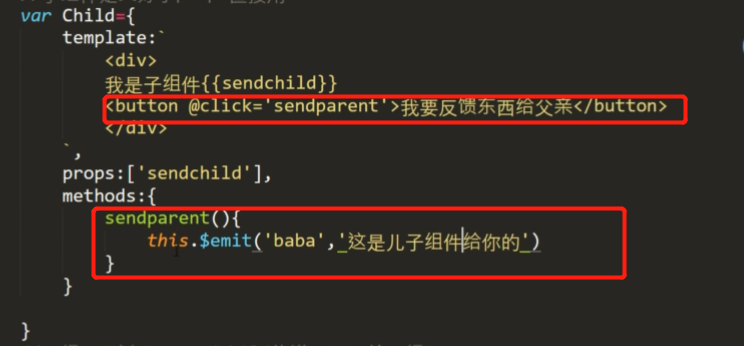 var Child={
template:`
<div>
我是子组件{{sendchild}}
<button @click='sendparent'>我要反馈东西给父亲</button>
</div>
`,
props:['sendchild'],
methods:{
sendparent(){
this.$emit('baba','这是儿子组件给你的')
}
}
}